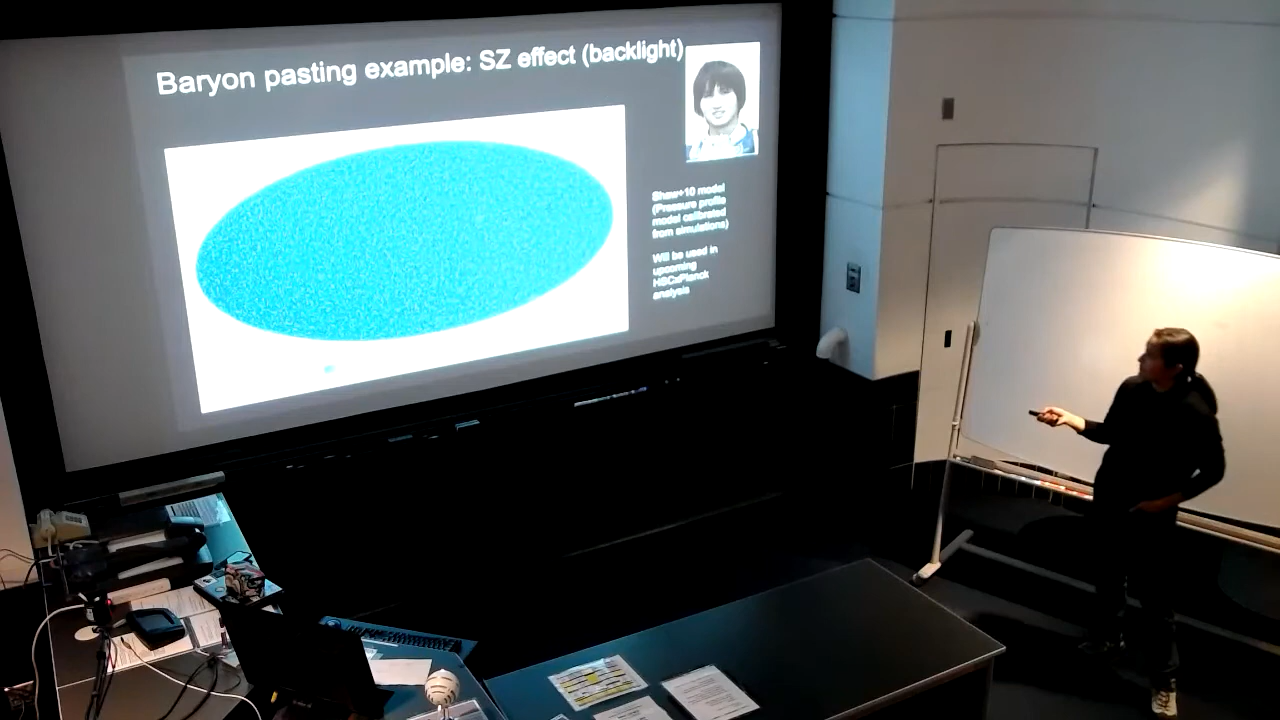 Baryon pasting example: SZ effect (backlight)
Shaw+10 model
(Pressure profile
model calibrated
from simulations)
Will be used in
upcoming
HSCxPlanck
analysis